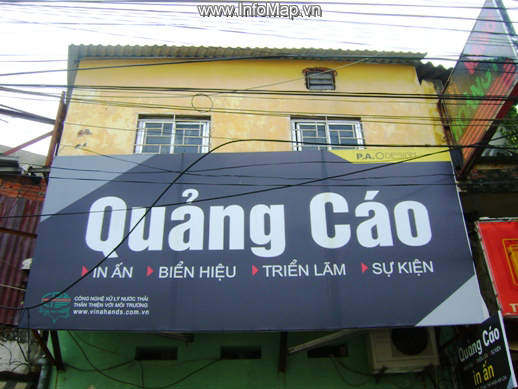 www.InfoMap.vn
P.A. DESIGN
Quảng Cáo
IN ẤN BIỂN HIỆU TRIỂN LÃM SỰ KIỆN
CÔNG NGHỆ XỬ LÝ NƯỚC THẢI
THÂN THIỆN VỚI MÔI TRƯỜNG
www.vinahands.com.vn
Quảng Cáo
in ấn